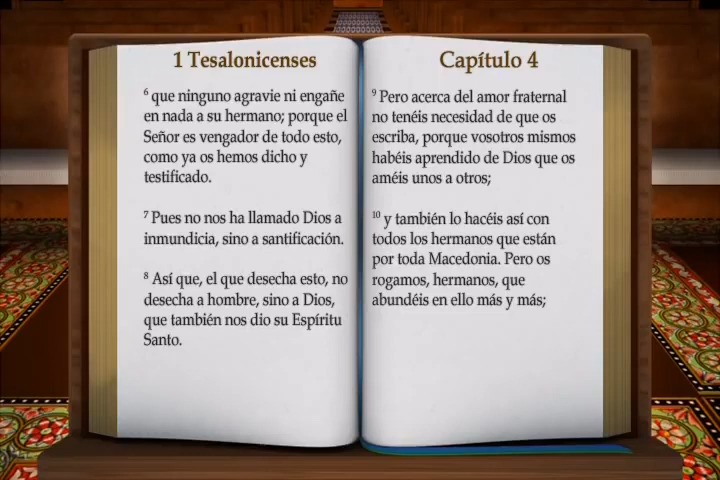 1 Tesalonicenses
6 que ninguno agravie ni engañe
en nada a su hermano; porque el
Señor es vengador de todo esto,
como ya os hemos dicho y
testificado.
7 Pues no nos ha llamado Dios a
inmundicia, sino a santificación.
8 Así que, el que desecha esto, no
desecha a hombre, sino a Dios,
que también nos dio su Espíritu
Santo.
Capítulo 4
9 Pero acerca del amor fraternal
no tenéis necesidad de que os
escriba, porque vosotros mismos
habéis aprendido de Dios que os
améis unos a otros;
10 y también lo hacéis así con
todos los hermanos que están
por toda Macedonia. Pero os
rogamos, hermanos, que
abundéis en ello más y más;